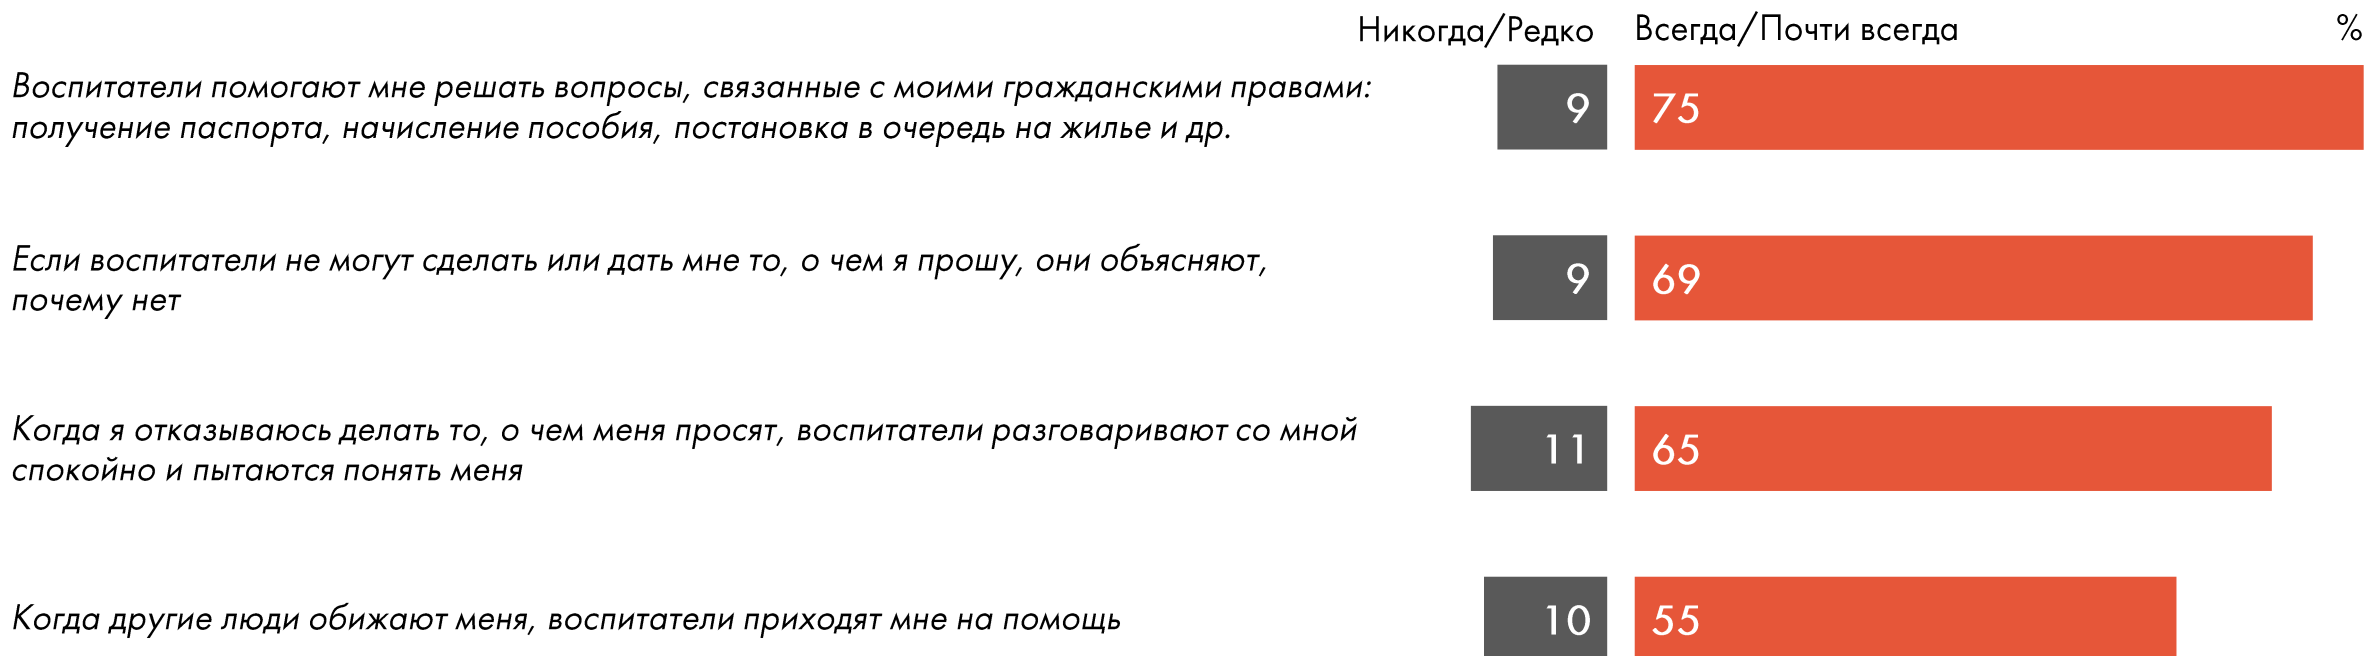 Никогда/Редко Всегда/Почти всегда %
Воспитатели помогают мне решать вопросы, связанные с моими гражданскими правами:
получение паспорта, начисление пособия, постановка в очередь на жилье и др.
9 75
Если воспитатели не могут сделать или дать мне то, о чем я прошу, они объясняют,
почему нет
9 69
Когда я отказываюсь делать то, о чем меня просят, воспитатели разговаривают со мной
спокойно и пытаются понять меня
11 65
Когда другие люди обижают меня, воспитатели приходят мне на помощь
10 55